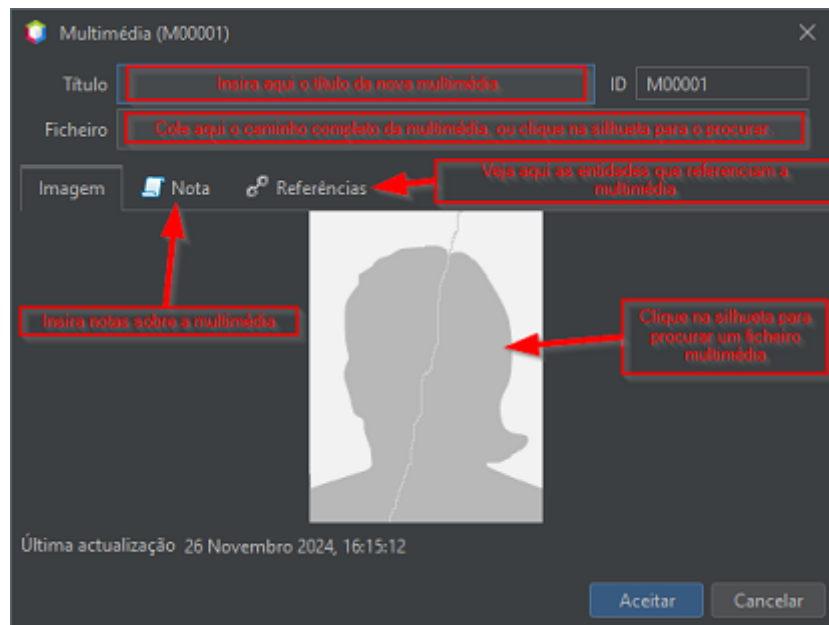 Multimédia (M00001)
Título Insira aqui o título da nova multimédia ID M00001
Ficheiro Cole aqui o caminho completo da multimédia, ou clique na silhueta para o procurar.
Imagem Nota Referências
Veja aqui as entidades que referenciam a
multimédia
Insira notas sobre a multimédia
Clique na silhueta para
procurar um ficheiro
multimédia
Última actualização 26 Novembro 2024, 16:15:12
Aceitar Cancelar